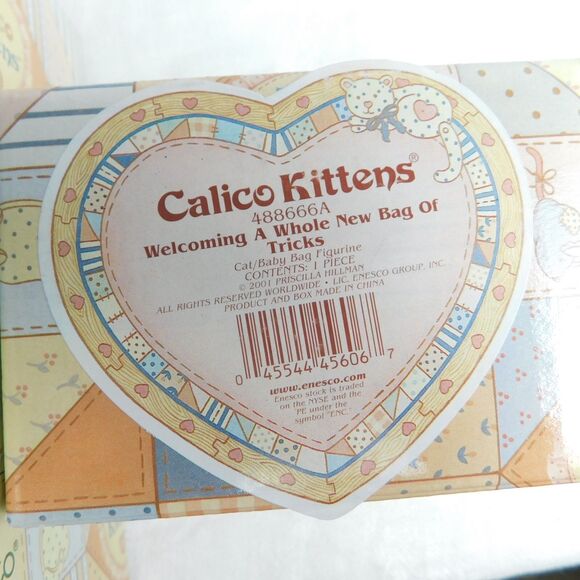 Calico Kittens®
488666A
Welcoming A Whole New Bag Of
Tricks
Cat/Baby Bag Figurine
CONTENTS: 1 PIECE
© 2001 PRISCILLA HILLMAN
ALL RIGHTS RESERVED WORLDWIDE • LIC. ENESCO GROUP, INC.
PRODUCT AND BOX MADE IN CHINA
0 45544 45606 7
www.enesco.com
Enesco stock is traded
on the NYSE and the
PE under the
symbol "ENC."